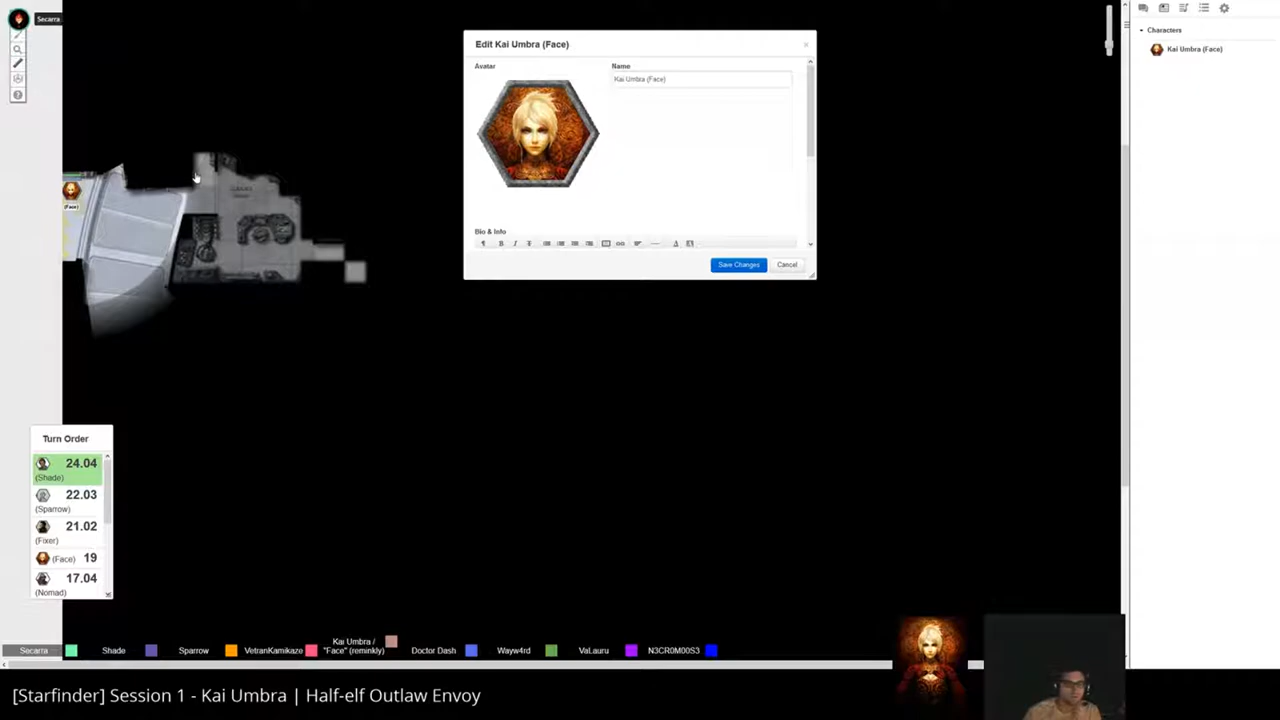 Secarra
Edit Kai Umbra (Face)
×
Avatar
Name
Kai Umbra (Face)
Bio & Info
Save Changes
Cancel
Characters
Kai Umbra (Face)
(Face)
Turn Order
24.04
(Shade)
22.03
(Sparrow)
21.02
(Fixer)
(Face) 19
17.04
(Nomad)
Secarra
Shade
Sparrow
VetranKamikaze
Kai Umbra /
"Face" (reminkly)
Doctor Dash
Wayw4rd
VaLauru
N3CR0M00S3
[Starfinder] Session 1 - Kai Umbra | Half-elf Outlaw Envoy